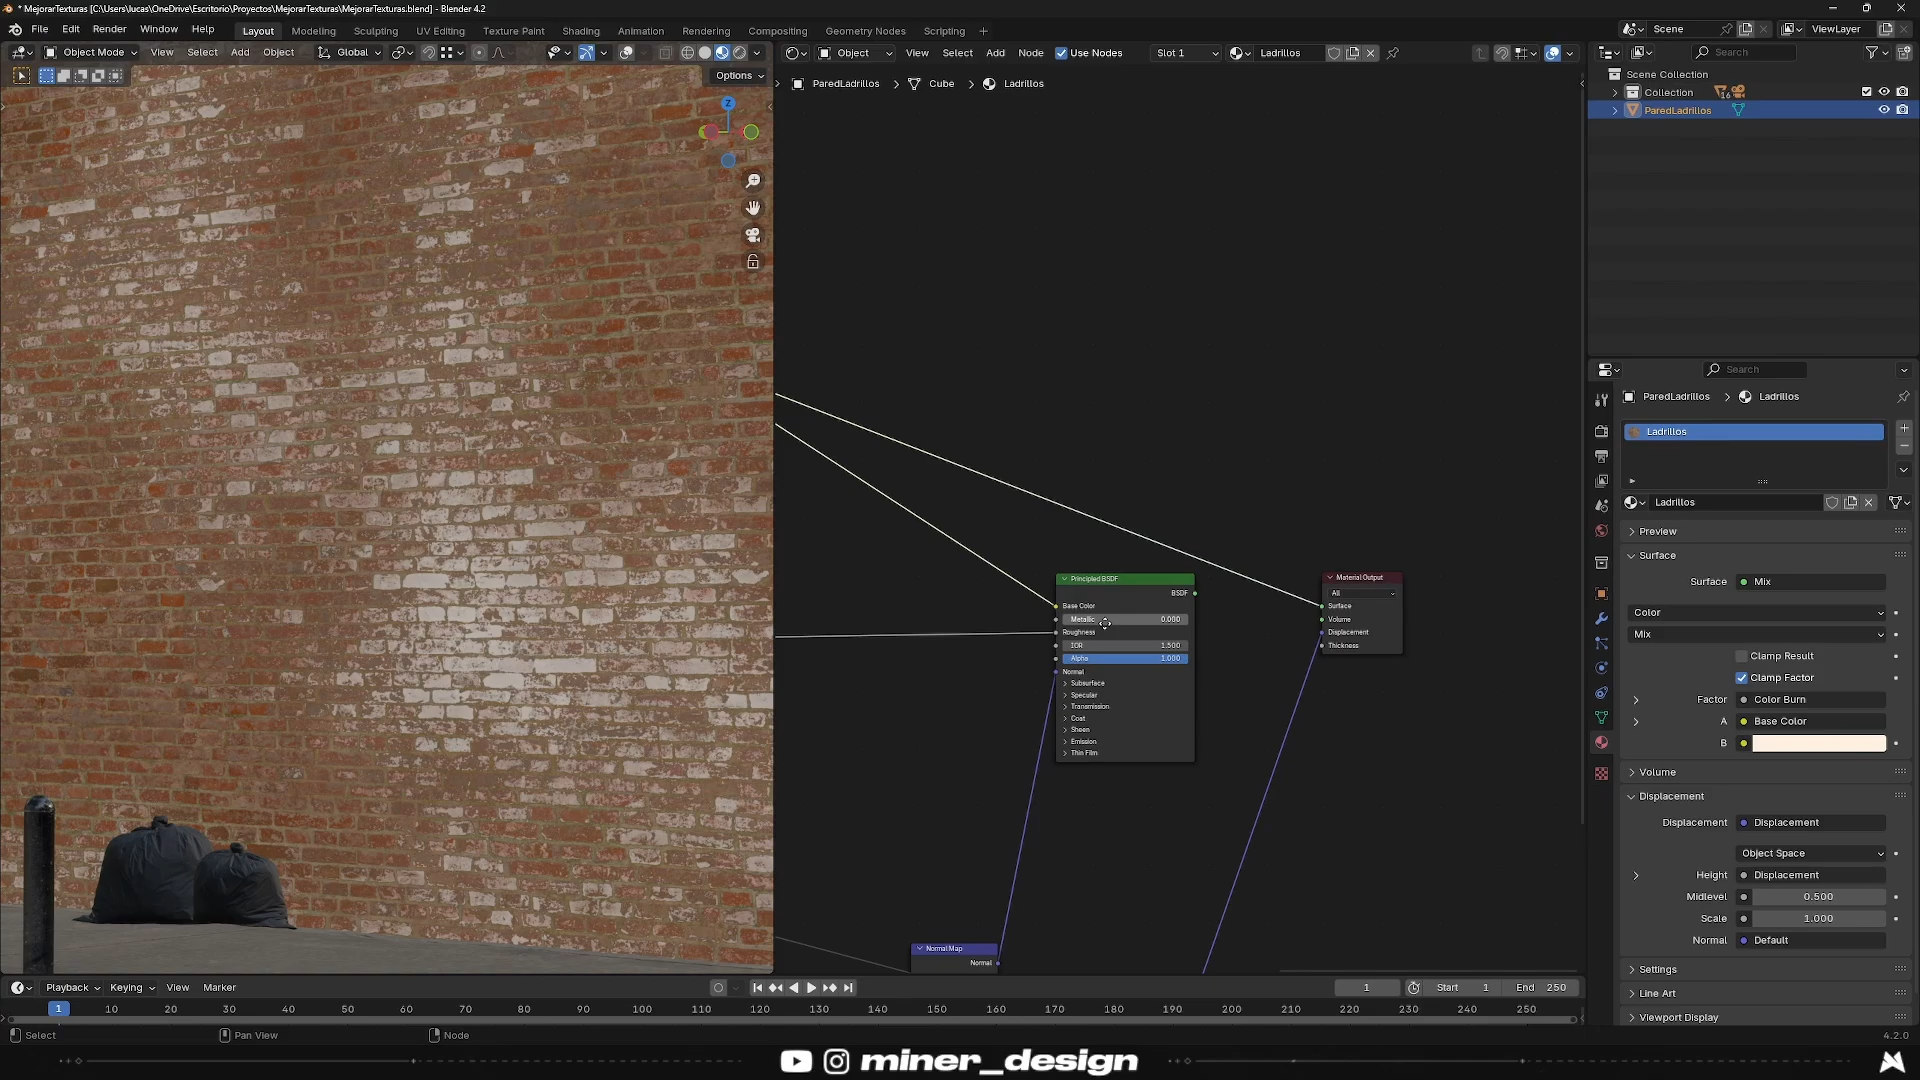 * MejorarTexturas [C:\Users\lucas\OneDrive\Escritorio\Proyectos\MejorarTexturas\MejorarTexturas.blend] - Blender 4.2
File Edit Render Window Help
Layout Modeling Sculpting UV Editing Texture Paint Shading Animation Rendering Compositing Geometry Nodes Scripting
Scene
ViewLayer
Object Mode View Select Add Object Global
Options
Z
Object View Select Add Node Use Nodes Slot 1 Ladrillos
ParedLadrillos > Cube > Ladrillos
Search
Scene Collection
Collection 16
ParedLadrillos
Principled BSDF
BSDF
Base Color
Metallic 0.000
Roughness
IOR 1.500
Alpha 1.000
Normal
Subsurface
Specular
Transmission
Coat
Sheen
Emission
Thin Film
Material Output
All
Surface
Volume
Displacement
Thickness
Normal Map
Normal
Search
ParedLadrillos > Ladrillos
Ladrillos
Ladrillos
Preview
Surface
Surface Mix
Color
Mix
Clamp Result
Clamp Factor
Factor Color Burn
A Base Color
B
Volume
Displacement
Displacement Displacement
Object Space
Height Displacement
Midlevel 0.500
Scale 1.000
Normal Default
Settings
Line Art
Viewport Display
Playback Keying View Marker
1 Start 1 End 250
1 10 20 30 40 50 60 70 80 90 100 110 120 130 140 150 160 170 180 190 200 210 220 230 240 250
Select Pan View Node
4.2.0
miner_design